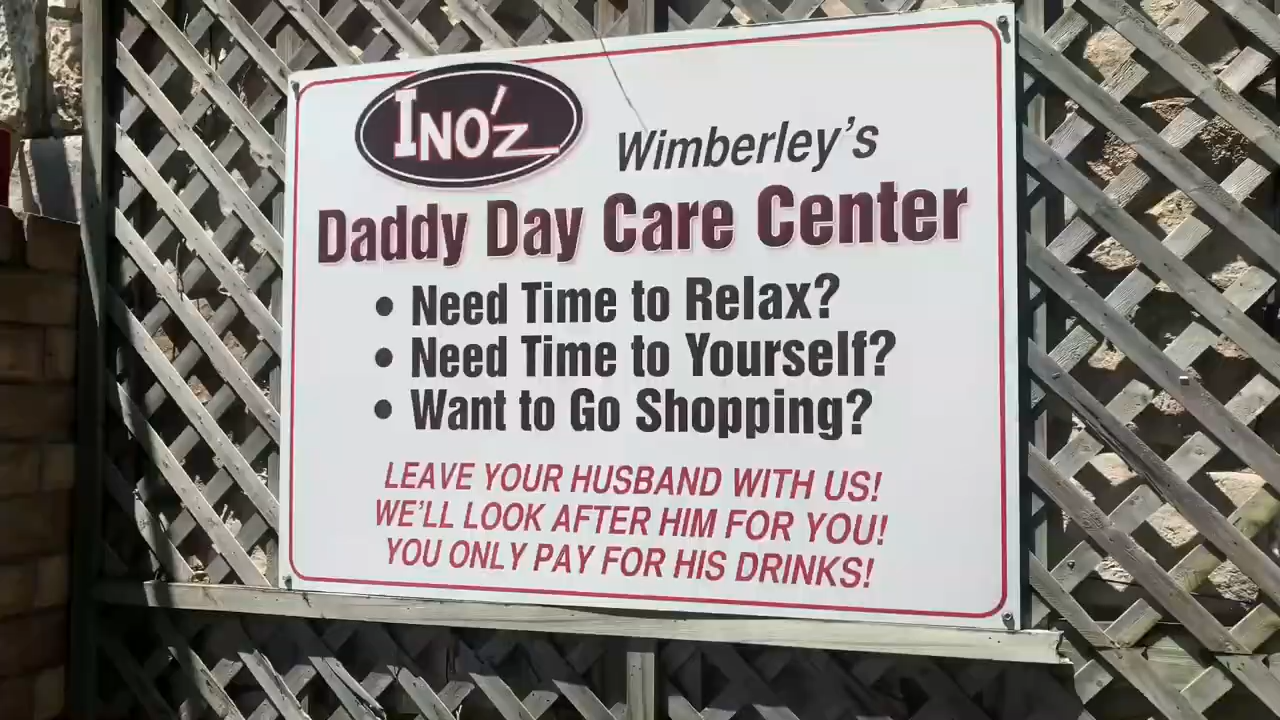 INO'Z
Wimberley's
Daddy Day Care Center
• Need Time to Relax?
• Need Time to Yourself?
• Want to Go Shopping?
LEAVE YOUR HUSBAND WITH US!
WE'LL LOOK AFTER HIM FOR YOU!
YOU ONLY PAY FOR HIS DRINKS!